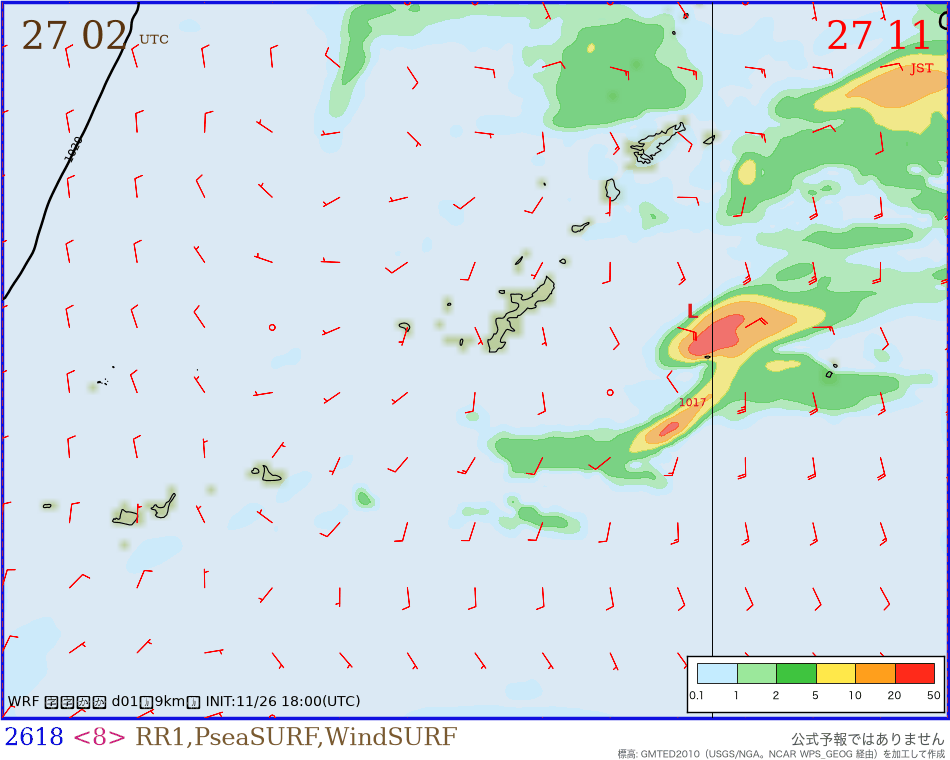 27 02 UTC
27 11
JST
1020
L
1017
0.1 1 2 5 10 20 50
WRF d01 9km INIT:11/26 18:00(UTC)
2618 <8> RR1,PseaSURF,WindSURF
公式予報ではありません
標高: GMTED2010（USGS/NGA。NCAR WPS_GEOG 経由）を加工して作成